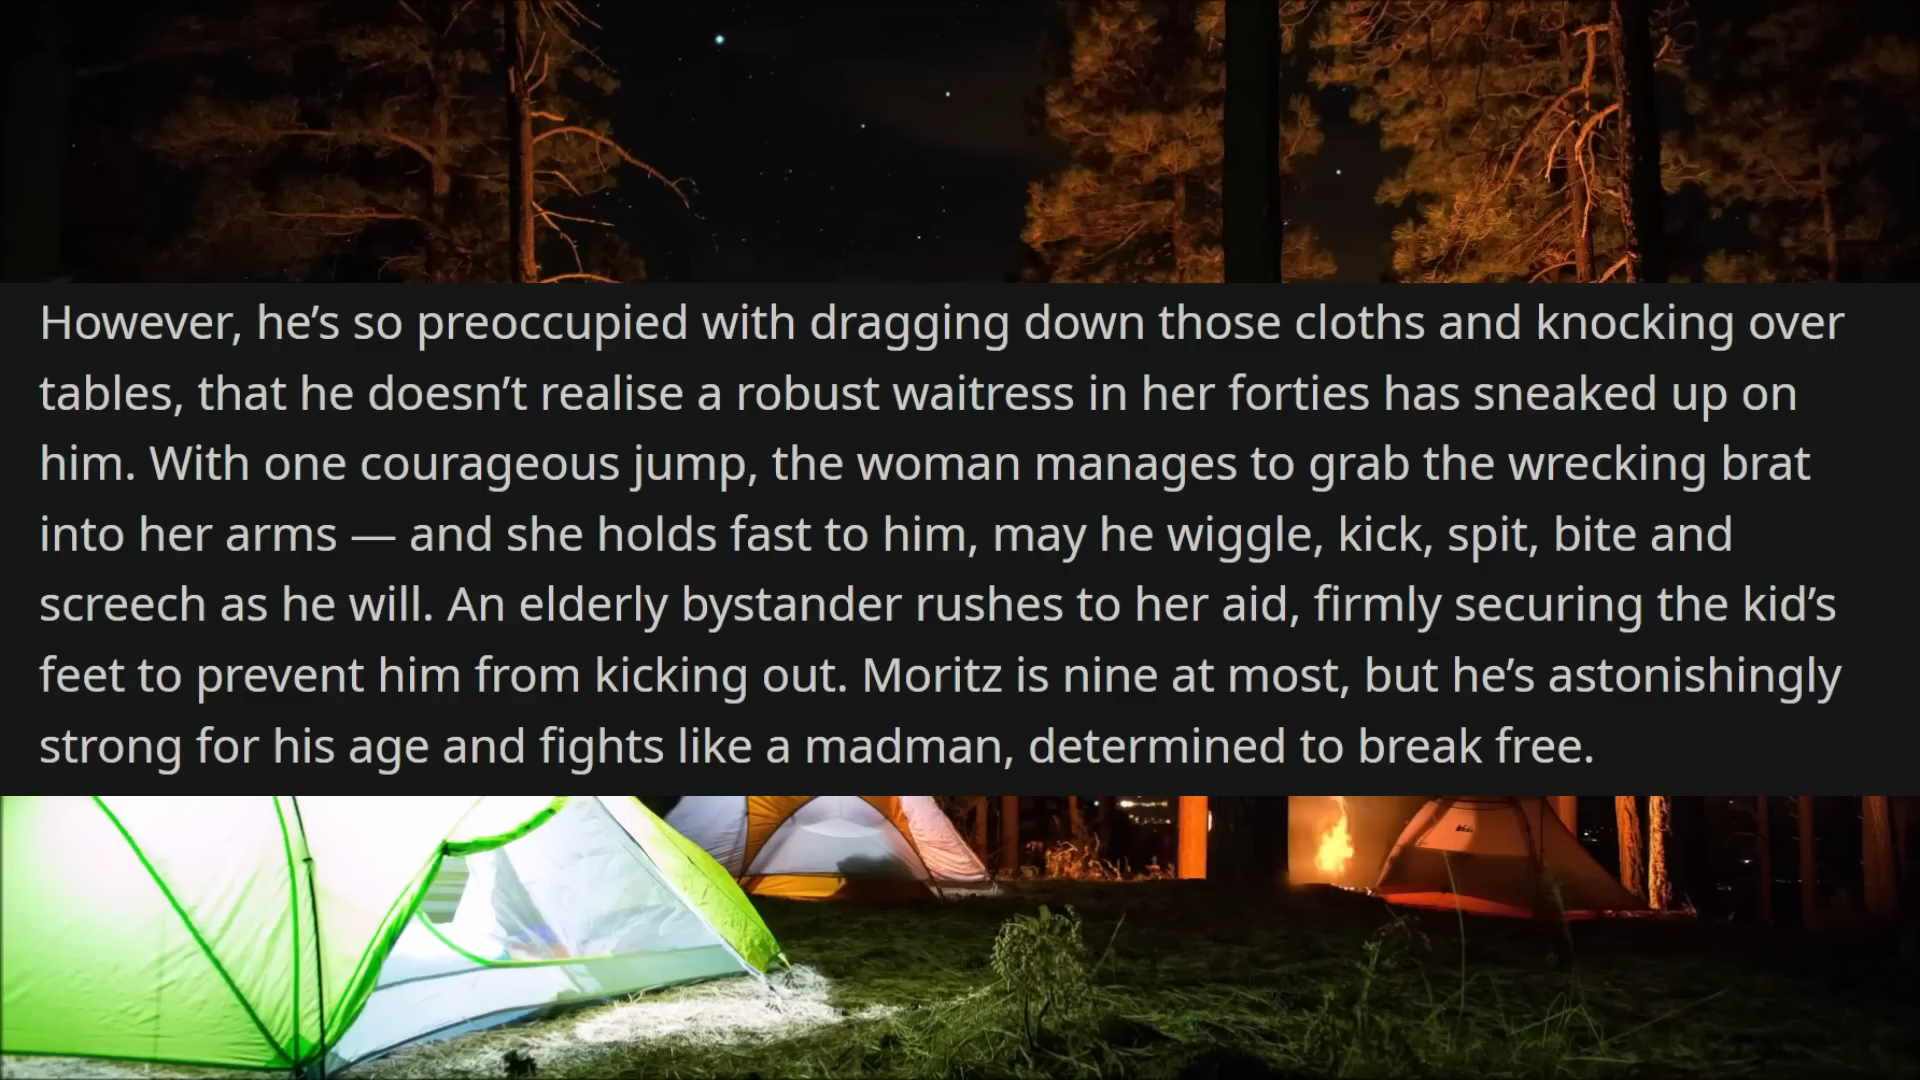 However, he’s so preoccupied with dragging down those cloths and knocking over
tables, that he doesn’t realise a robust waitress in her forties has sneaked up on
him. With one courageous jump, the woman manages to grab the wrecking brat
into her arms — and she holds fast to him, may he wiggle, kick, spit, bite and
screech as he will. An elderly bystander rushes to her aid, firmly securing the kid’s
feet to prevent him from kicking out. Moritz is nine at most, but he’s astonishingly
strong for his age and fights like a madman, determined to break free.